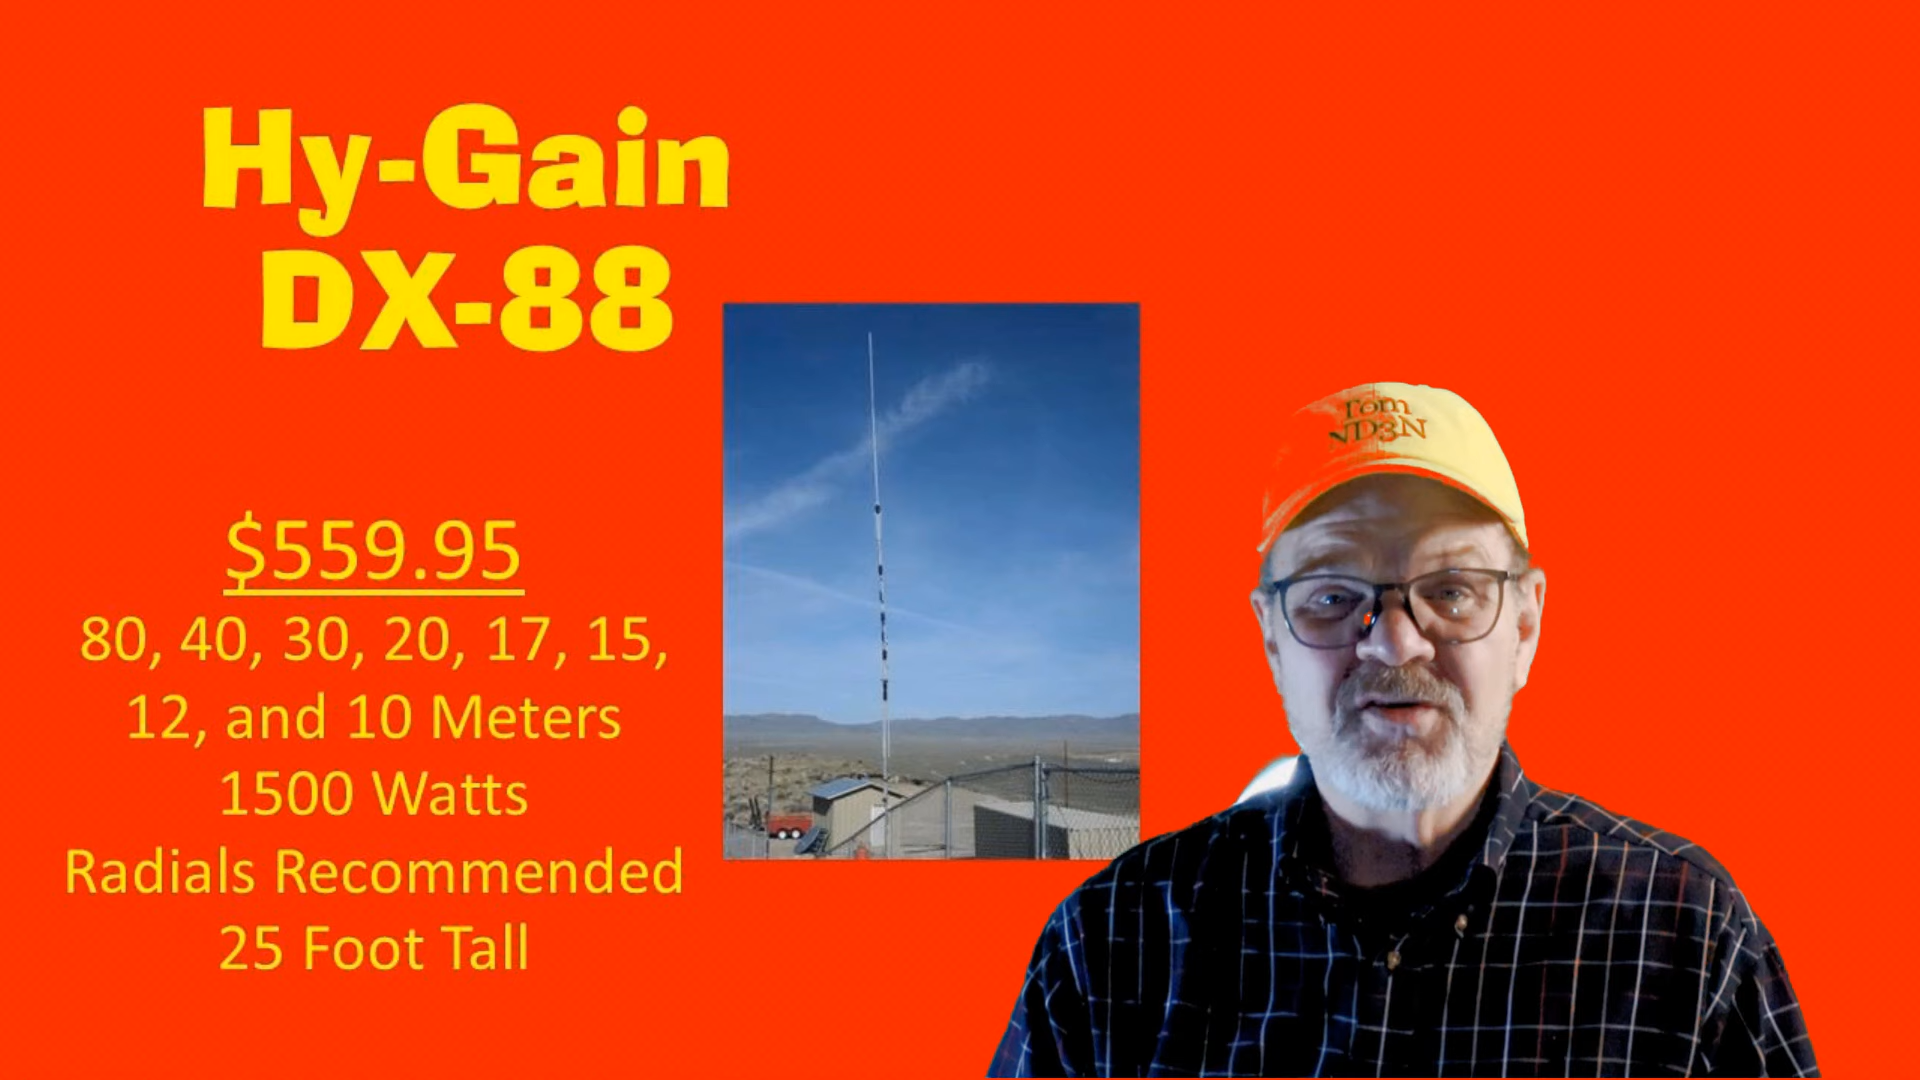 Hy-Gain
DX-88
$559.95
80, 40, 30, 20, 17, 15,
12, and 10 Meters
1500 Watts
Radials Recommended
25 Foot Tall
Tom
ND3N